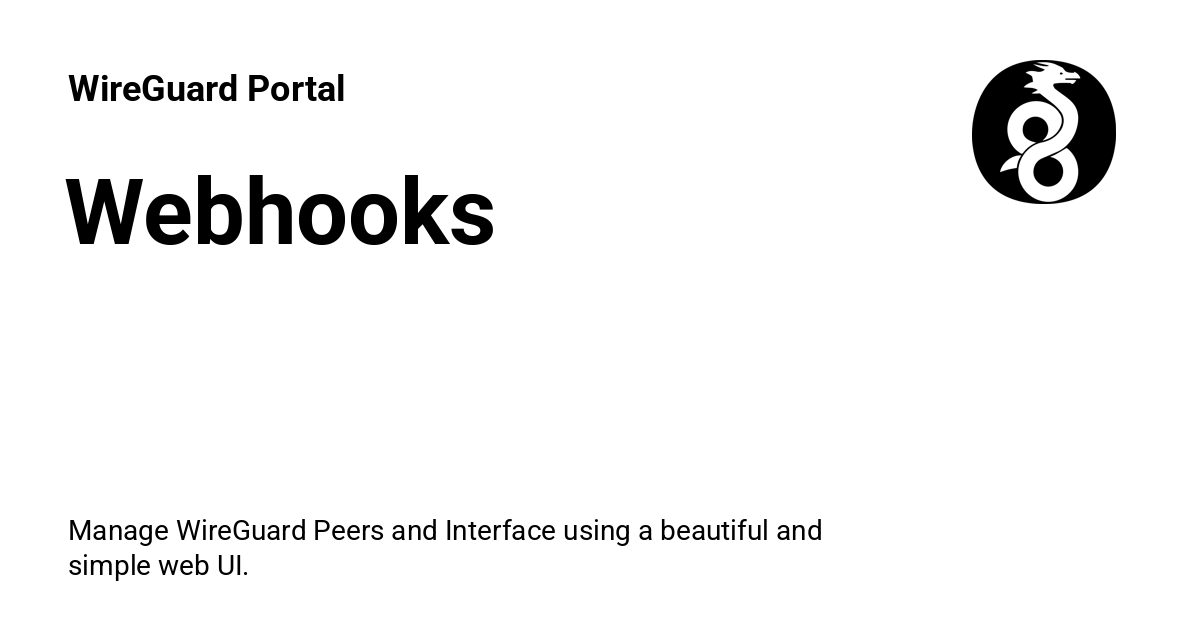 WireGuard Portal
Webhooks
Manage WireGuard Peers and Interface using a beautiful and
simple web UI.